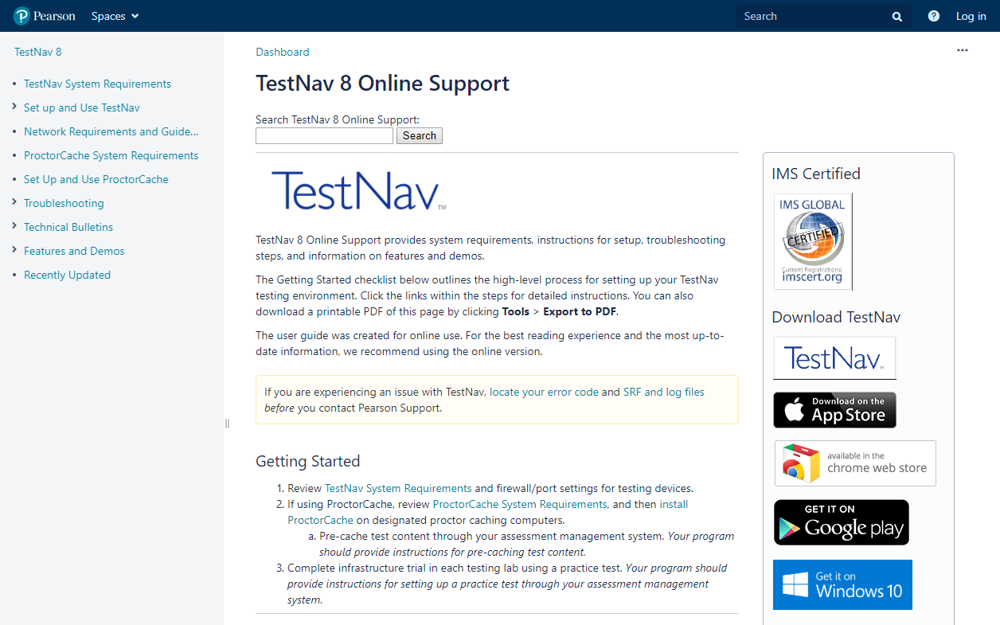 Pearson Spaces Search ? Log in
TestNav 8
TestNav System Requirements
Set up and Use TestNav
Network Requirements and Guide...
ProctorCache System Requirements
Set Up and Use ProctorCache
Troubleshooting
Technical Bulletins
Features and Demos
Recently Updated
Dashboard
TestNav 8 Online Support
Search TestNav 8 Online Support:
Search
TestNav™
TestNav 8 Online Support provides system requirements, instructions for setup, troubleshooting
steps, and information on features and demos.
The Getting Started checklist below outlines the high-level process for setting up your TestNav
testing environment. Click the links within the steps for detailed instructions. You can also
download a printable PDF of this page by clicking Tools > Export to PDF.
The user guide was created for online use. For the best reading experience and the most up-to-
date information, we recommend using the online version.
If you are experiencing an issue with TestNav, locate your error code and SRF and log files
before you contact Pearson Support.
Getting Started
1. Review TestNav System Requirements and firewall/port settings for testing devices.
2. If using ProctorCache, review ProctorCache System Requirements, and then install
ProctorCache on designated proctor caching computers.
a. Pre-cache test content through your assessment management system. Your program
should provide instructions for pre-caching test content.
3. Complete infrastructure trial in each testing lab using a practice test. Your program should
provide instructions for setting up a practice test through your assessment management
system.
IMS Certified
IMS GLOBAL
CERTIFIED
Current Registrations:
imscert.org
Download TestNav
TestNav™
Download on the
App Store
available in the
chrome web store
GET IT ON
Google play
Get it on
Windows 10